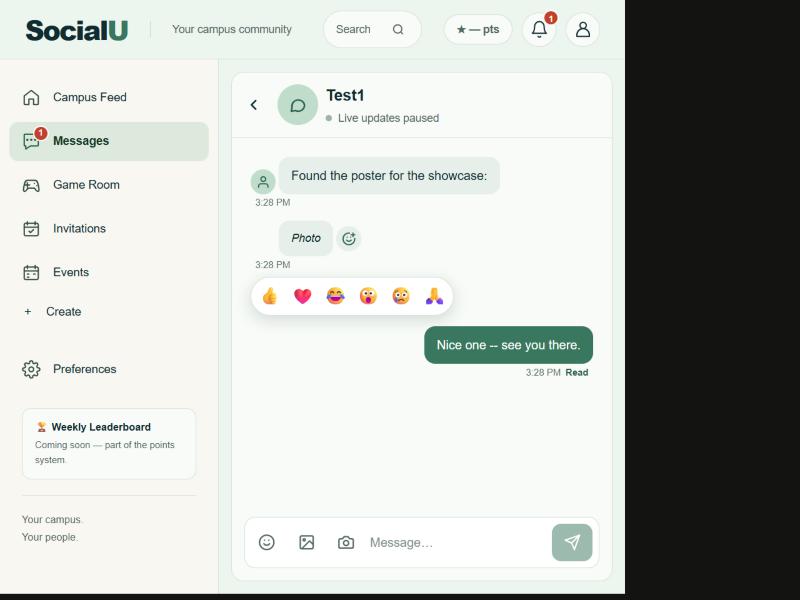 SocialU
Your campus community
Search
★ — pts
1
Campus Feed
1
Messages
Game Room
Invitations
Events
+ Create
Preferences
🏆 Weekly Leaderboard
Coming soon — part of the points
system.
Your campus.
Your people.
Test1
Live updates paused
Found the poster for the showcase:
3:28 PM
Photo
3:28 PM
👍 ❤️ 😂 😮 😢 🙏
Nice one -- see you there.
3:28 PM Read
Message…